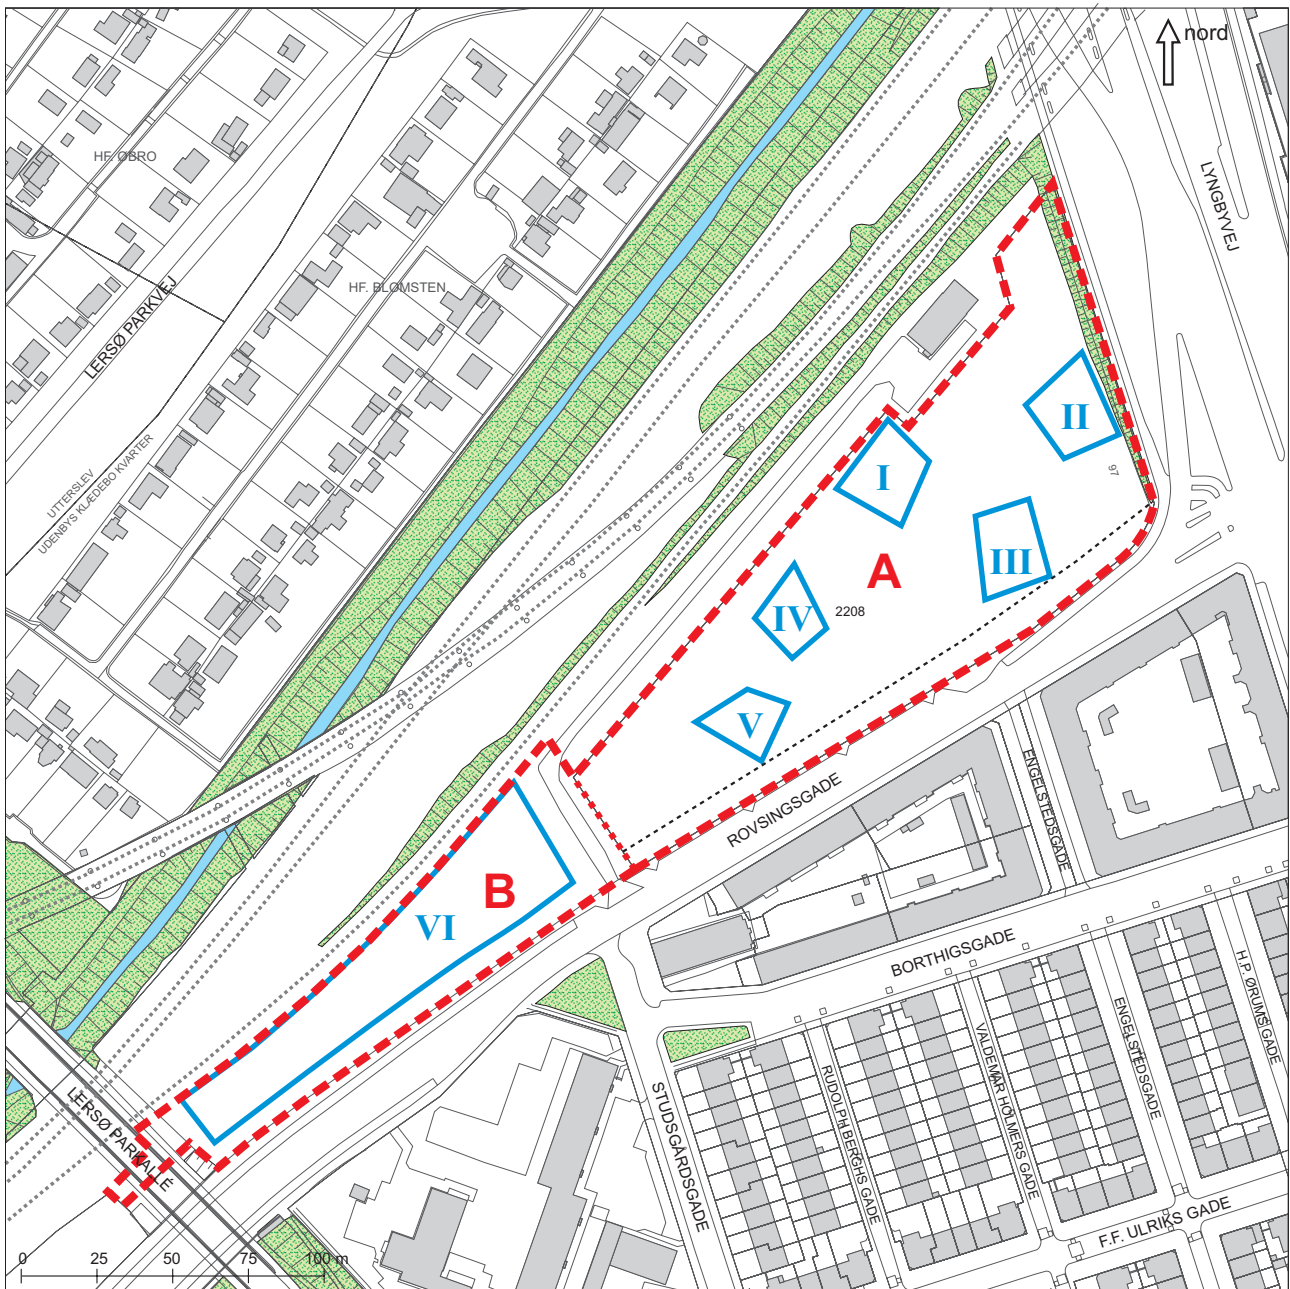 nord
HF. ØBRO
LYNGBYVEJ
HF. BLOMSTEN
LERSØ PARKVEJ
II
UTTERSLEV
UDENBYS KLÆDEBO KVARTER
97
I
III
A
IV
2208
V
ENGELSTEDSGADE
ROVSINGSGADE
B
VI
BORTHIGSGADE
H.P. ØRUMSGADE
ENGELSTEDSGADE
VALDEMAR HOLMERS GADE
RUDOLPH BERGHS GADE
STUDSGÅRDSGADE
LERSØ PARKALLÉ
F.F. ULRIKS GADE
0 25 50 75 100 m